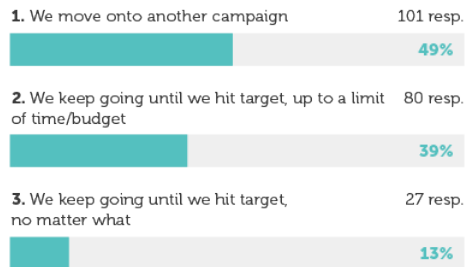 1. We move onto another campaign 101 resp.
49%
2. We keep going until we hit target, up to a limit 80 resp.
of time/budget
39%
3. We keep going until we hit target, 27 resp.
no matter what
13%